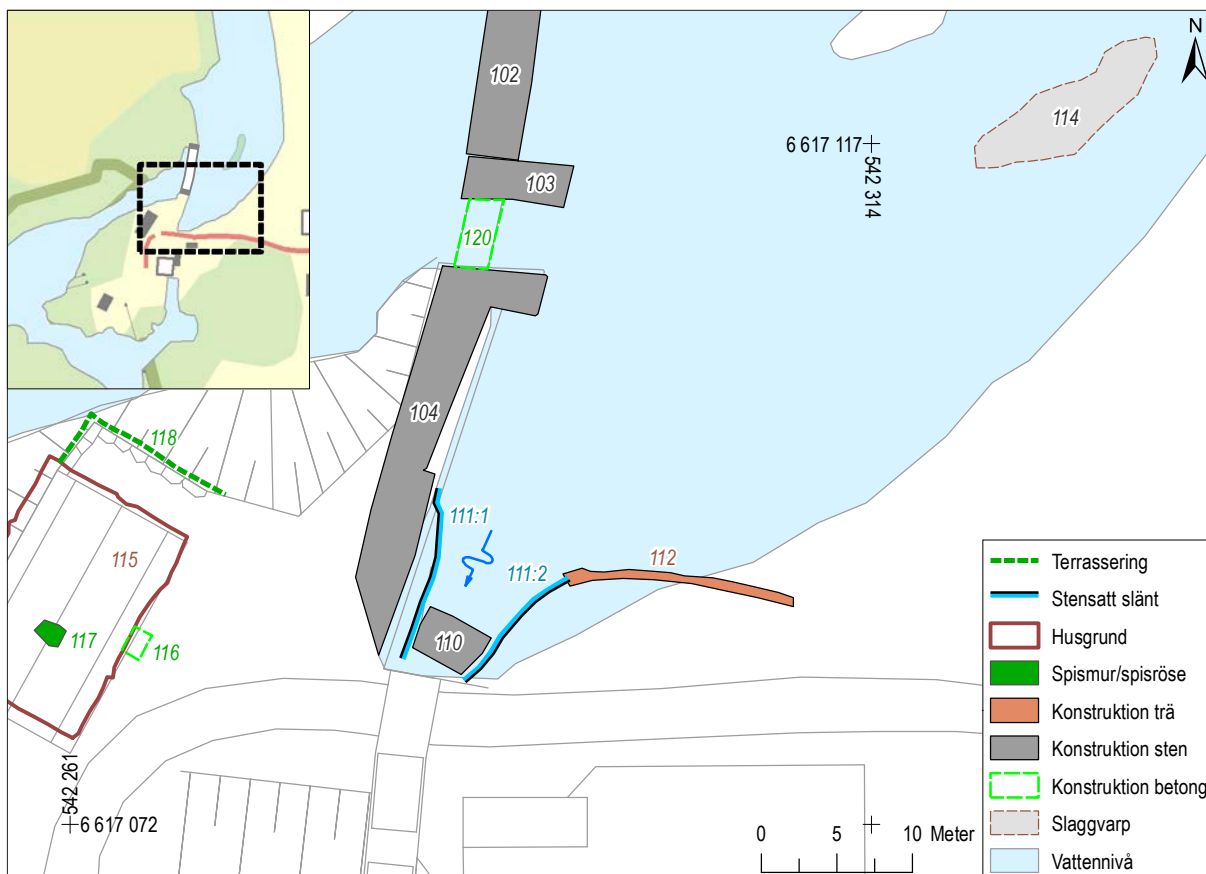 N
102
114
6 617 117
542 314
103
120
104
118
111:1
115
111:2
112
110
117
116
542 261
6 617 072
0 5 10 Meter
Terrassering
Stensatt slänt
Husgrund
Spismur/spisröse
Konstruktion trä
Konstruktion sten
Konstruktion betong
Slaggvarp
Vattennivå